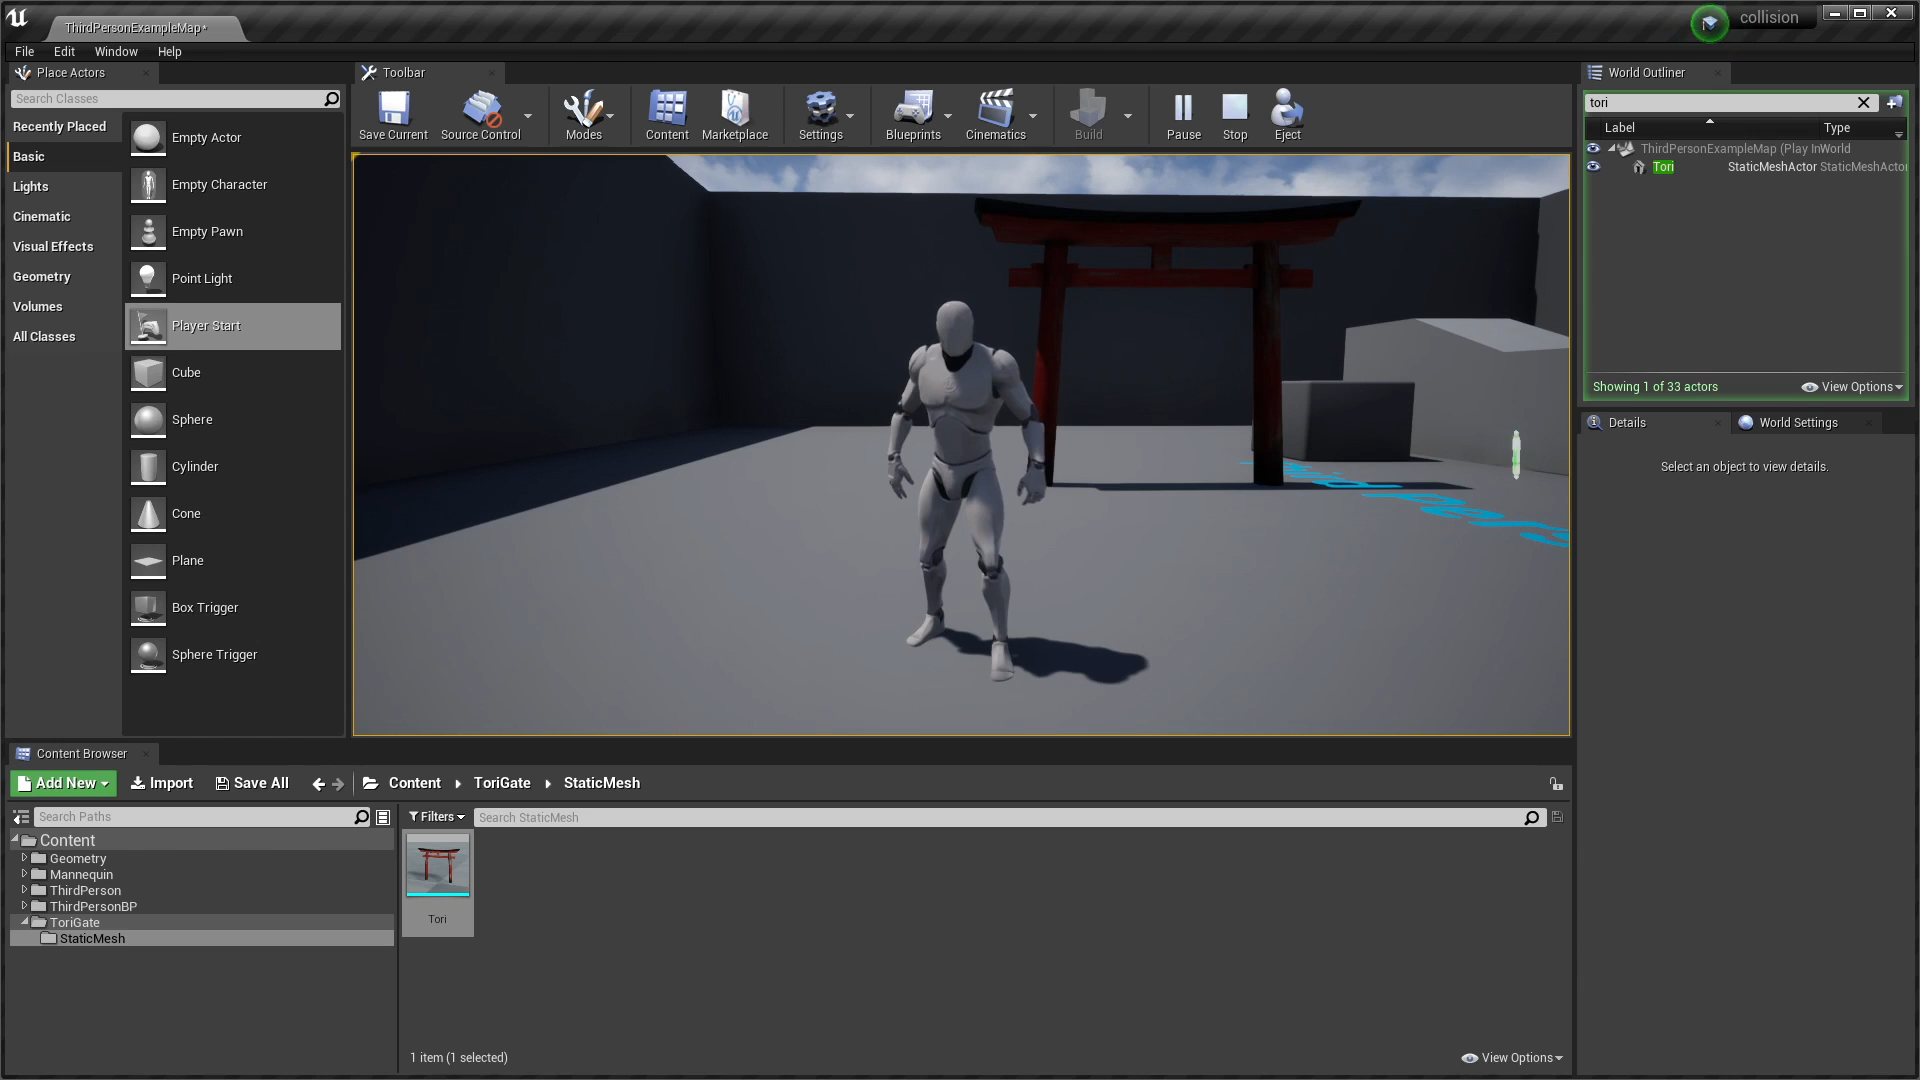 ThirdPersonExampleMap*
collision
File Edit Window Help
Place Actors
Toolbar
World Outliner
Search Classes
Recently Placed
Basic
Lights
Cinematic
Visual Effects
Geometry
Volumes
All Classes
Empty Actor
Empty Character
Empty Pawn
Point Light
Player Start
Cube
Sphere
Cylinder
Cone
Plane
Box Trigger
Sphere Trigger
Save Current Source Control Modes Content Marketplace Settings Blueprints Cinematics Build Pause Stop Eject
tori
Label Type
ThirdPersonExampleMap (Play In World
Tori StaticMeshActor StaticMeshActor
Showing 1 of 33 actors View Options
Details World Settings
Select an object to view details.
Content Browser
Add New Import Save All Content ToriGate StaticMesh
Search Paths
Filters Search StaticMesh
Content
Geometry
Mannequin
ThirdPerson
ThirdPersonBP
ToriGate
StaticMesh
Tori
1 item (1 selected) View Options